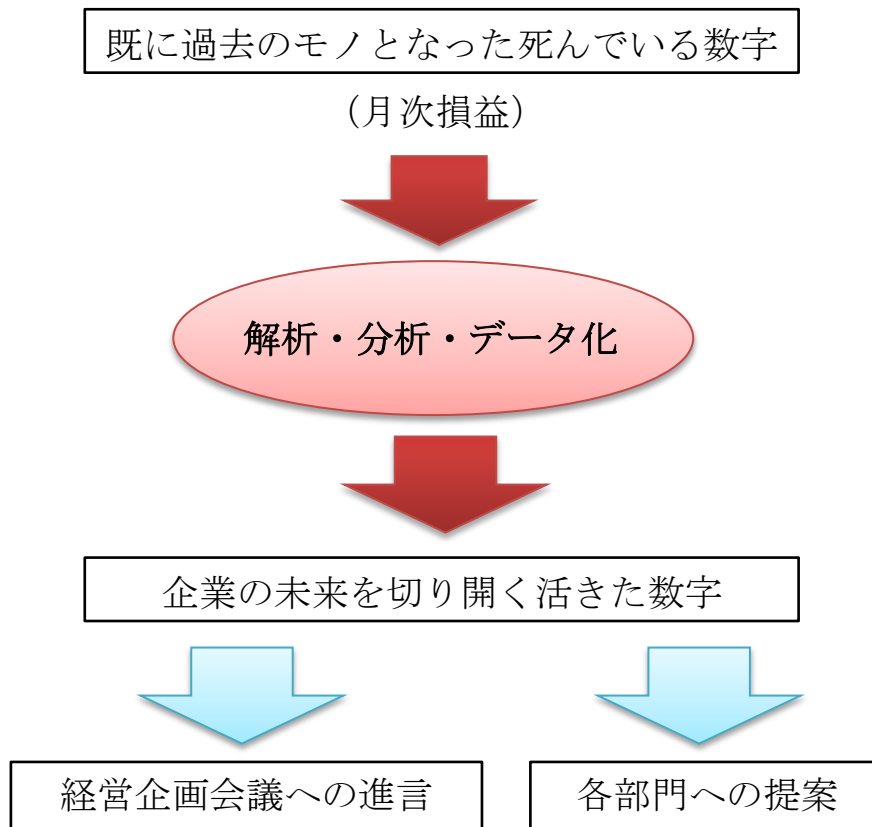 既に過去のモノとなった死んでいる数字
（月次損益）
解析・分析・データ化
企業の未来を切り開く活きた数字
経営企画会議への進言
各部門への提案